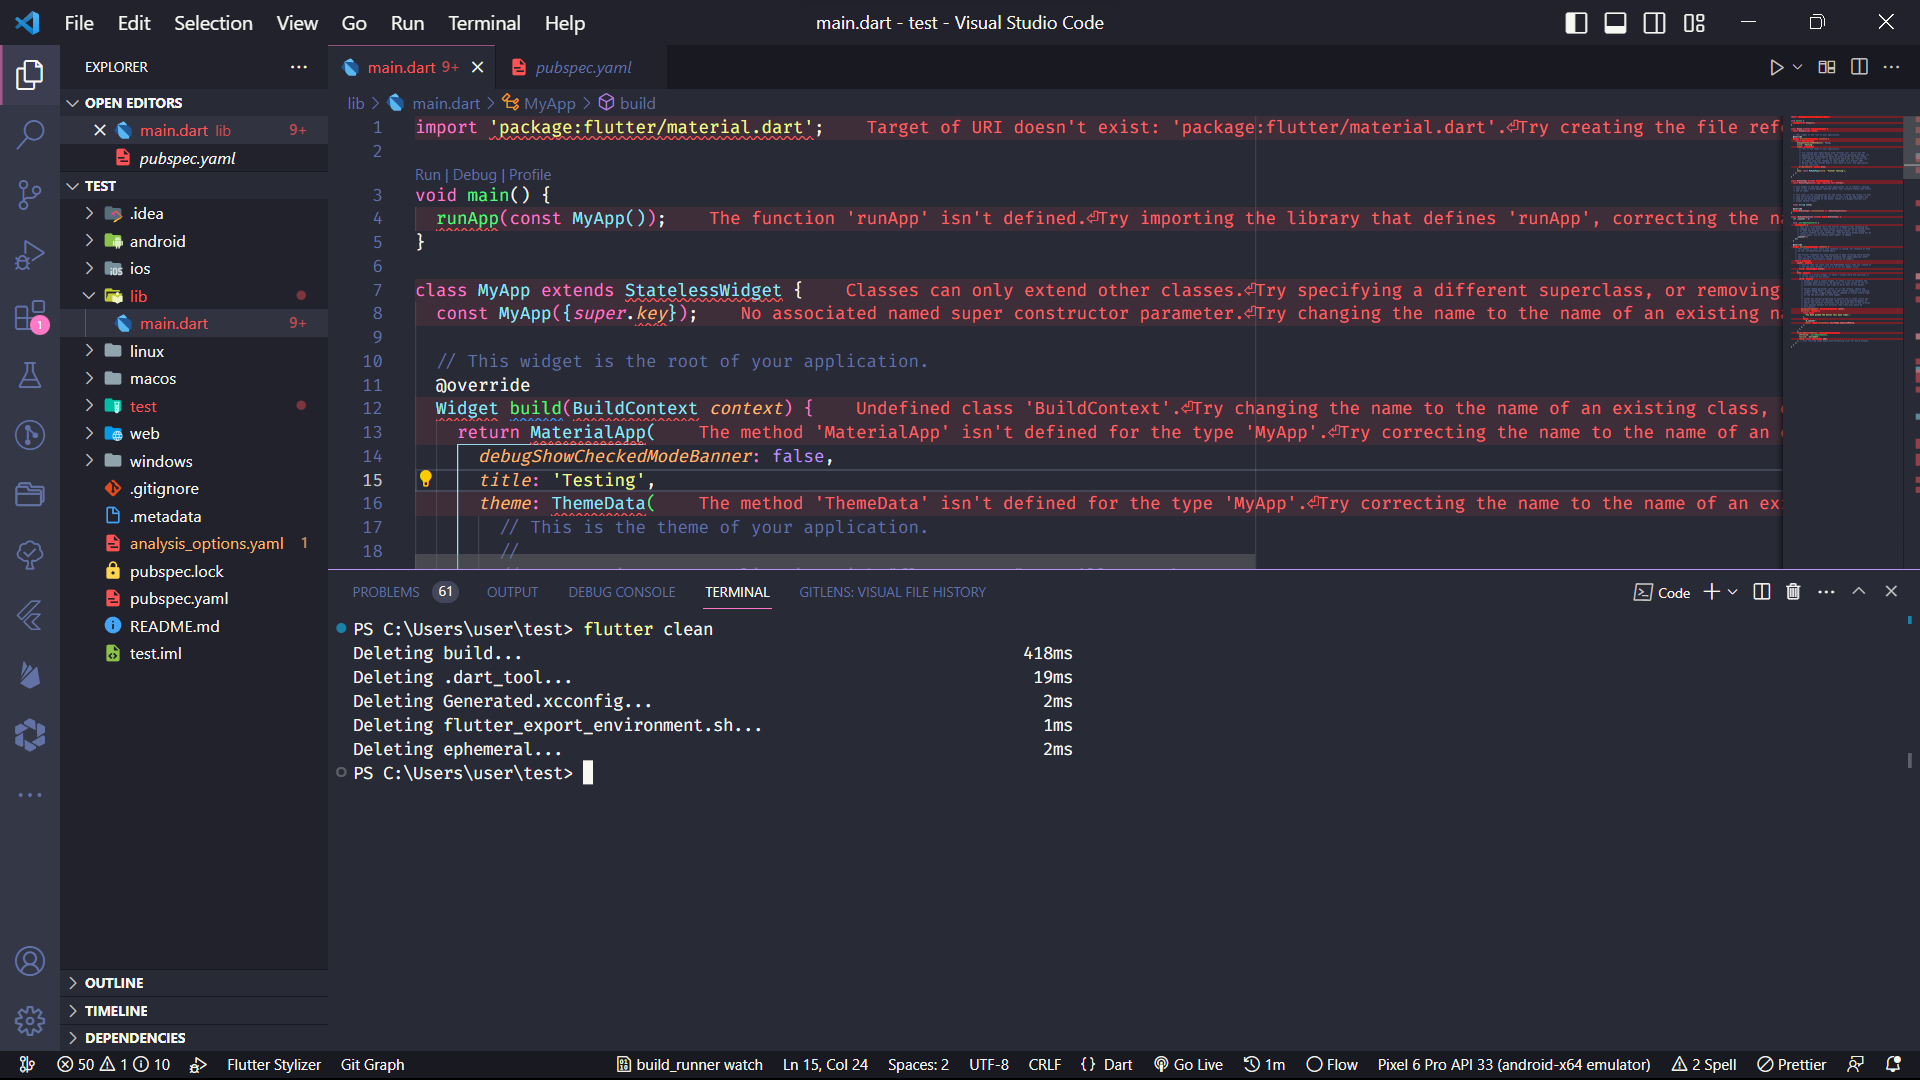 File Edit Selection View Go Run Terminal Help
main.dart - test - Visual Studio Code
EXPLORER
OPEN EDITORS
main.dart lib 9+
pubspec.yaml
TEST
.idea
android
ios
lib
main.dart 9+
linux
macos
test
web
windows
.gitignore
.metadata
analysis_options.yaml 1
pubspec.lock
pubspec.yaml
README.md
test.iml
OUTLINE
TIMELINE
DEPENDENCIES
1
main.dart 9+
pubspec.yaml
lib > main.dart > MyApp > build
1 import 'package:flutter/material.dart'; Target of URI doesn't exist: 'package:flutter/material.dart'.⏎Try creating the file ref
2
Run | Debug | Profile
3 void main() {
4 runApp(const MyApp()); The function 'runApp' isn't defined.⏎Try importing the library that defines 'runApp', correcting the na
5 }
6
7 class MyApp extends StatelessWidget { Classes can only extend other classes.⏎Try specifying a different superclass, or removing
8 const MyApp({super.key}); No associated named super constructor parameter.⏎Try changing the name to the name of an existing na
9
10 // This widget is the root of your application.
11 @override
12 Widget build(BuildContext context) { Undefined class 'BuildContext'.⏎Try changing the name to the name of an existing class,
13 return MaterialApp( The method 'MaterialApp' isn't defined for the type 'MyApp'.⏎Try correcting the name to the name of an
14 debugShowCheckedModeBanner: false,
15 title: 'Testing',
16 theme: ThemeData( The method 'ThemeData' isn't defined for the type 'MyApp'.⏎Try correcting the name to the name of an ex
17 // This is the theme of your application.
18 //
PROBLEMS 61 OUTPUT DEBUG CONSOLE TERMINAL GITLENS: VISUAL FILE HISTORY
Code
PS C:\Users\user\test> flutter clean
Deleting build... 418ms
Deleting .dart_tool... 19ms
Deleting Generated.xcconfig... 2ms
Deleting flutter_export_environment.sh... 1ms
Deleting ephemeral... 2ms
PS C:\Users\user\test>
50 1 10 Flutter Stylizer Git Graph build_runner watch Ln 15, Col 24 Spaces: 2 UTF-8 CRLF {} Dart Go Live 1m Flow Pixel 6 Pro API 33 (android-x64 emulator) 2 Spell Prettier